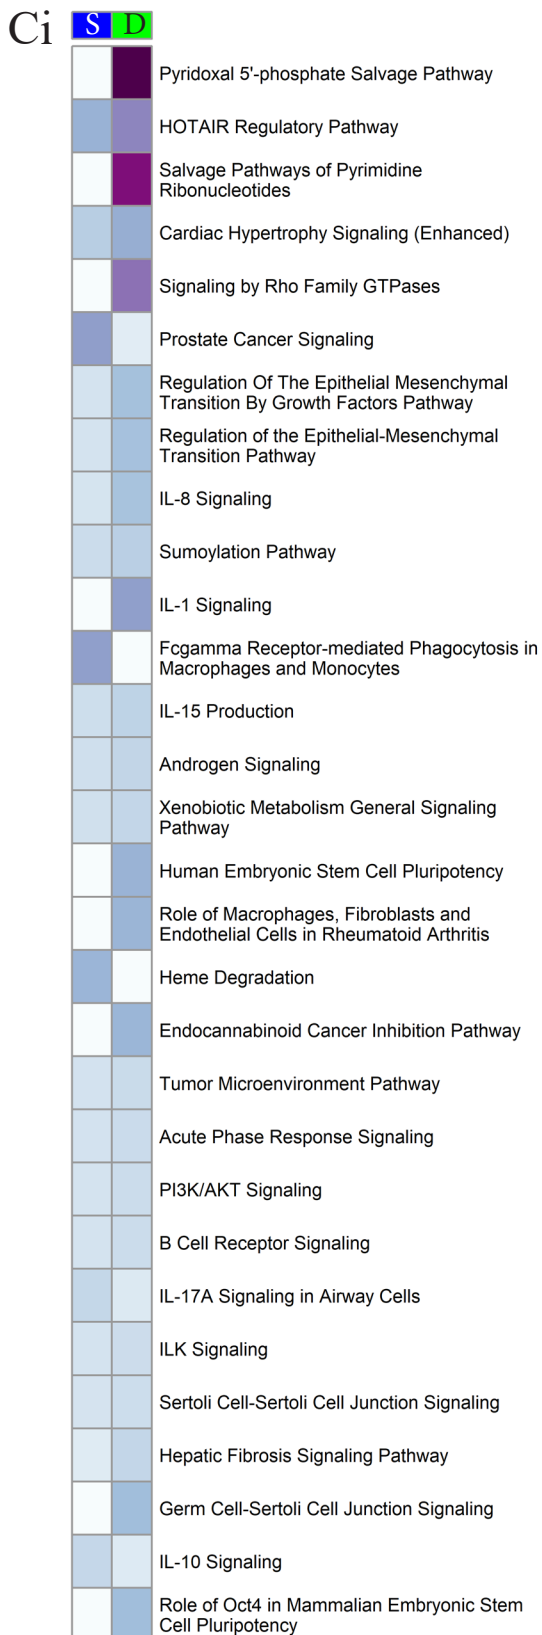 Ci
S D
Pyridoxal 5'-phosphate Salvage Pathway
HOTAIR Regulatory Pathway
Salvage Pathways of Pyrimidine
Ribonucleotides
Cardiac Hypertrophy Signaling (Enhanced)
Signaling by Rho Family GTPases
Prostate Cancer Signaling
Regulation Of The Epithelial Mesenchymal
Transition By Growth Factors Pathway
Regulation of the Epithelial-Mesenchymal
Transition Pathway
IL-8 Signaling
Sumoylation Pathway
IL-1 Signaling
Fcgamma Receptor-mediated Phagocytosis in
Macrophages and Monocytes
IL-15 Production
Androgen Signaling
Xenobiotic Metabolism General Signaling
Pathway
Human Embryonic Stem Cell Pluripotency
Role of Macrophages, Fibroblasts and
Endothelial Cells in Rheumatoid Arthritis
Heme Degradation
Endocannabinoid Cancer Inhibition Pathway
Tumor Microenvironment Pathway
Acute Phase Response Signaling
PI3K/AKT Signaling
B Cell Receptor Signaling
IL-17A Signaling in Airway Cells
ILK Signaling
Sertoli Cell-Sertoli Cell Junction Signaling
Hepatic Fibrosis Signaling Pathway
Germ Cell-Sertoli Cell Junction Signaling
IL-10 Signaling
Role of Oct4 in Mammalian Embryonic Stem
Cell Pluripotency